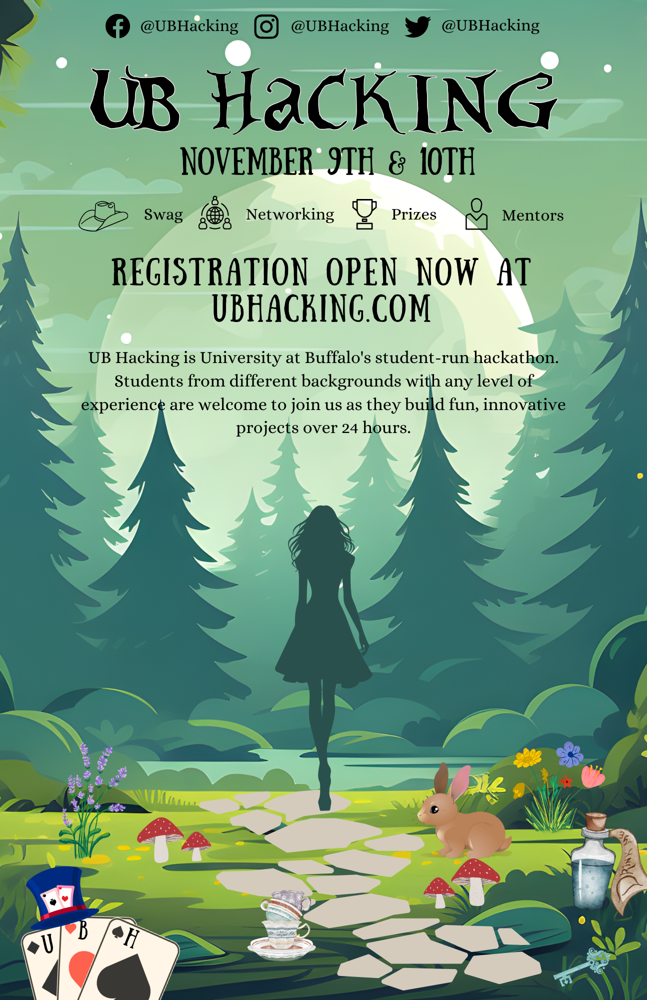 @UBHacking @UBHacking @UBHacking
UB HaCKING
NOVEMBER 9TH & 10TH
Swag Networking Prizes Mentors
REGISTRATION OPEN NOW AT
UBHACKING.COM
UB Hacking is University at Buffalo's student-run hackathon.
Students from different backgrounds with any level of
experience are welcome to join us as they build fun, innovative
projects over 24 hours.
DRiNK ME
U B H